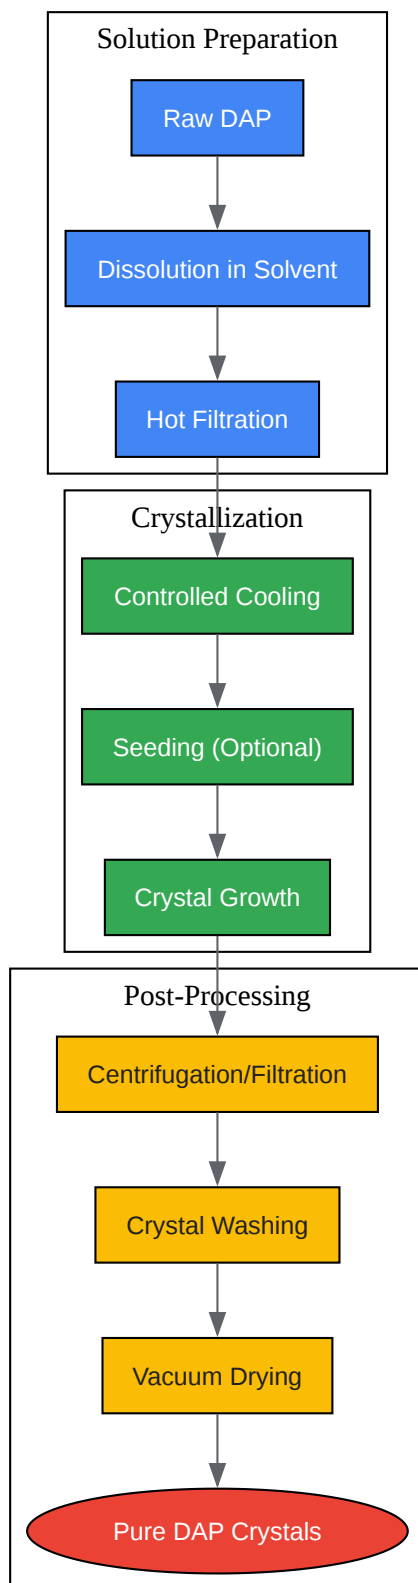 Solution Preparation
Raw DAP
Dissolution in Solvent
Hot Filtration
Crystallization
Controlled Cooling
Seeding (Optional)
Crystal Growth
Post-Processing
Centrifugation/Filtration
Crystal Washing
Vacuum Drying
Pure DAP Crystals